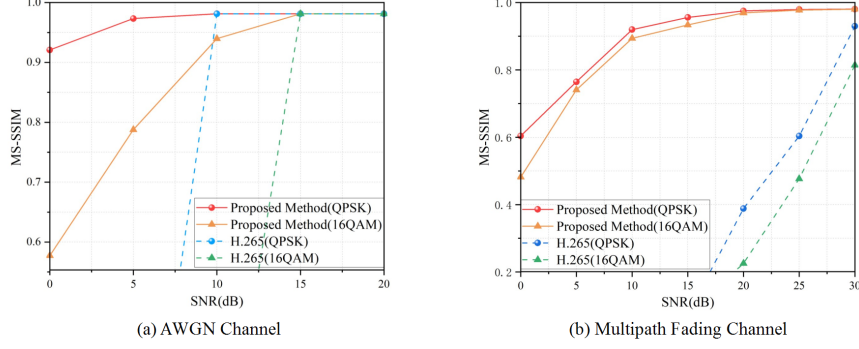 1.0
0.9
0.8
0.7
0.6
MS-SSIM
0
5
10
15
20
SNR(dB)
Proposed Method(QPSK)
Proposed Method(16QAM)
H.265(QPSK)
H.265(16QAM)
(a) AWGN Channel
1.0
0.8
0.6
0.4
0.2
MS-SSIM
0
5
10
15
20
25
30
SNR(dB)
Proposed Method(QPSK)
Proposed Method(16QAM)
H.265(QPSK)
H.265(16QAM)
(b) Multipath Fading Channel